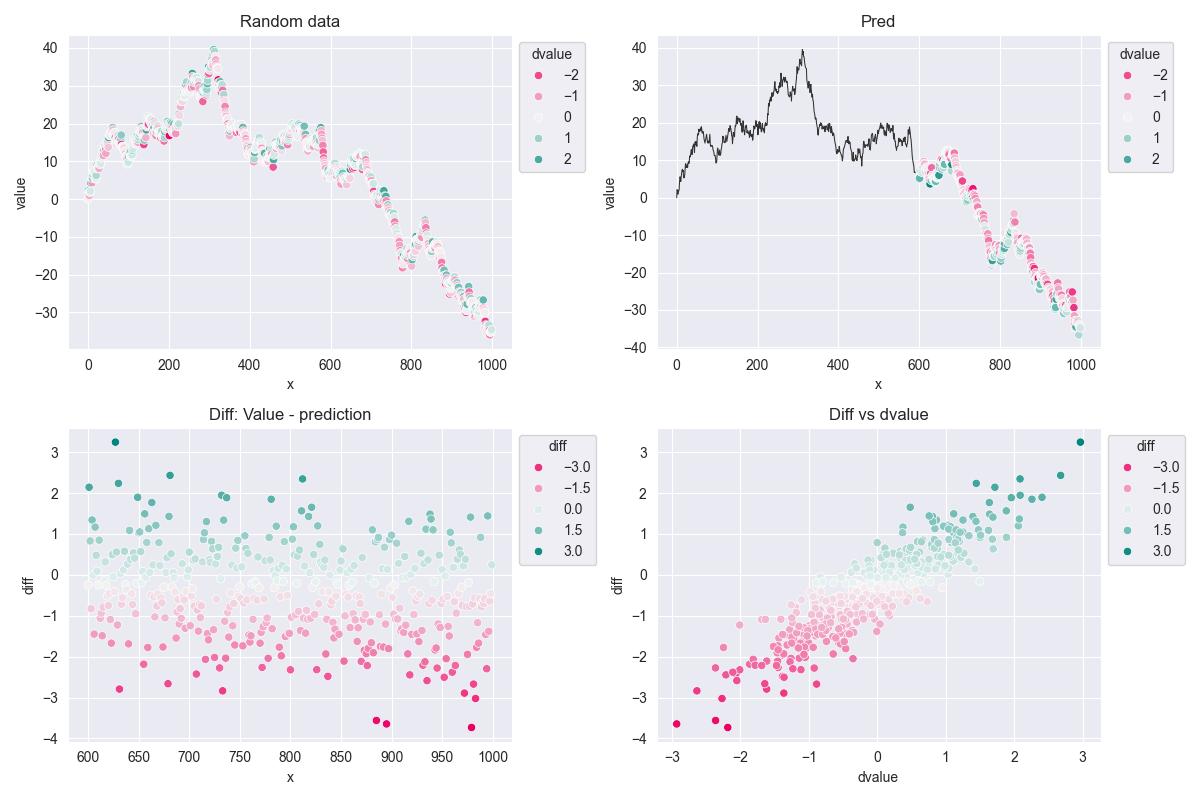 Random data
value
40
30
20
10
0
−10
−20
−30
0 200 400 600 800 1000
x
dvalue
−2
−1
0
1
2
Pred
value
40
30
20
10
0
−10
−20
−30
−40
0 200 400 600 800 1000
x
dvalue
−2
−1
0
1
2
Diff: Value - prediction
diff
3
2
1
0
−1
−2
−3
−4
600 650 700 750 800 850 900 950 1000
x
diff
−3.0
−1.5
0.0
1.5
3.0
Diff vs dvalue
diff
3
2
1
0
−1
−2
−3
−4
−3 −2 −1 0 1 2 3
dvalue
diff
−3.0
−1.5
0.0
1.5
3.0